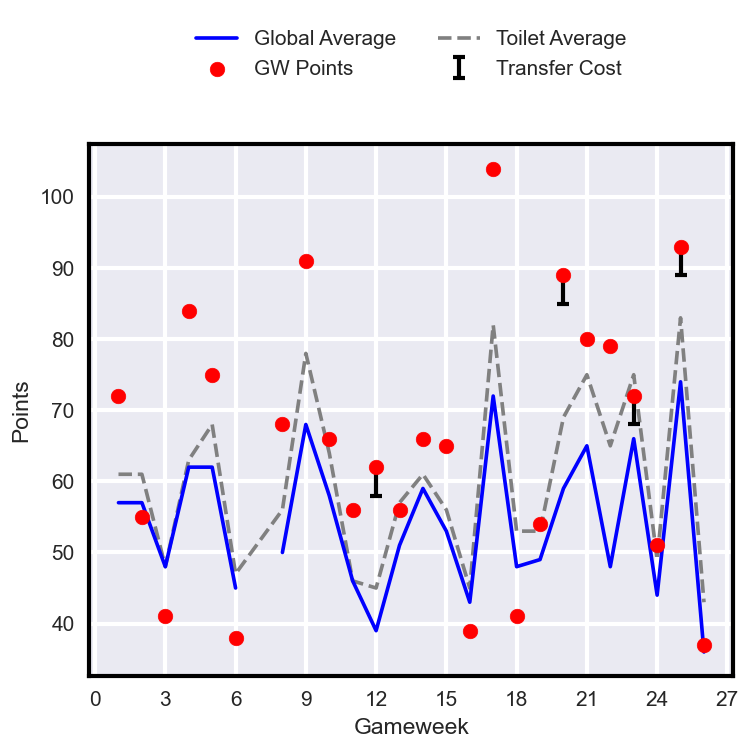 Global Average
Toilet Average
GW Points
Transfer Cost
100
90
80
70
60
50
40
Points
0 3 6 9 12 15 18 21 24 27
Gameweek